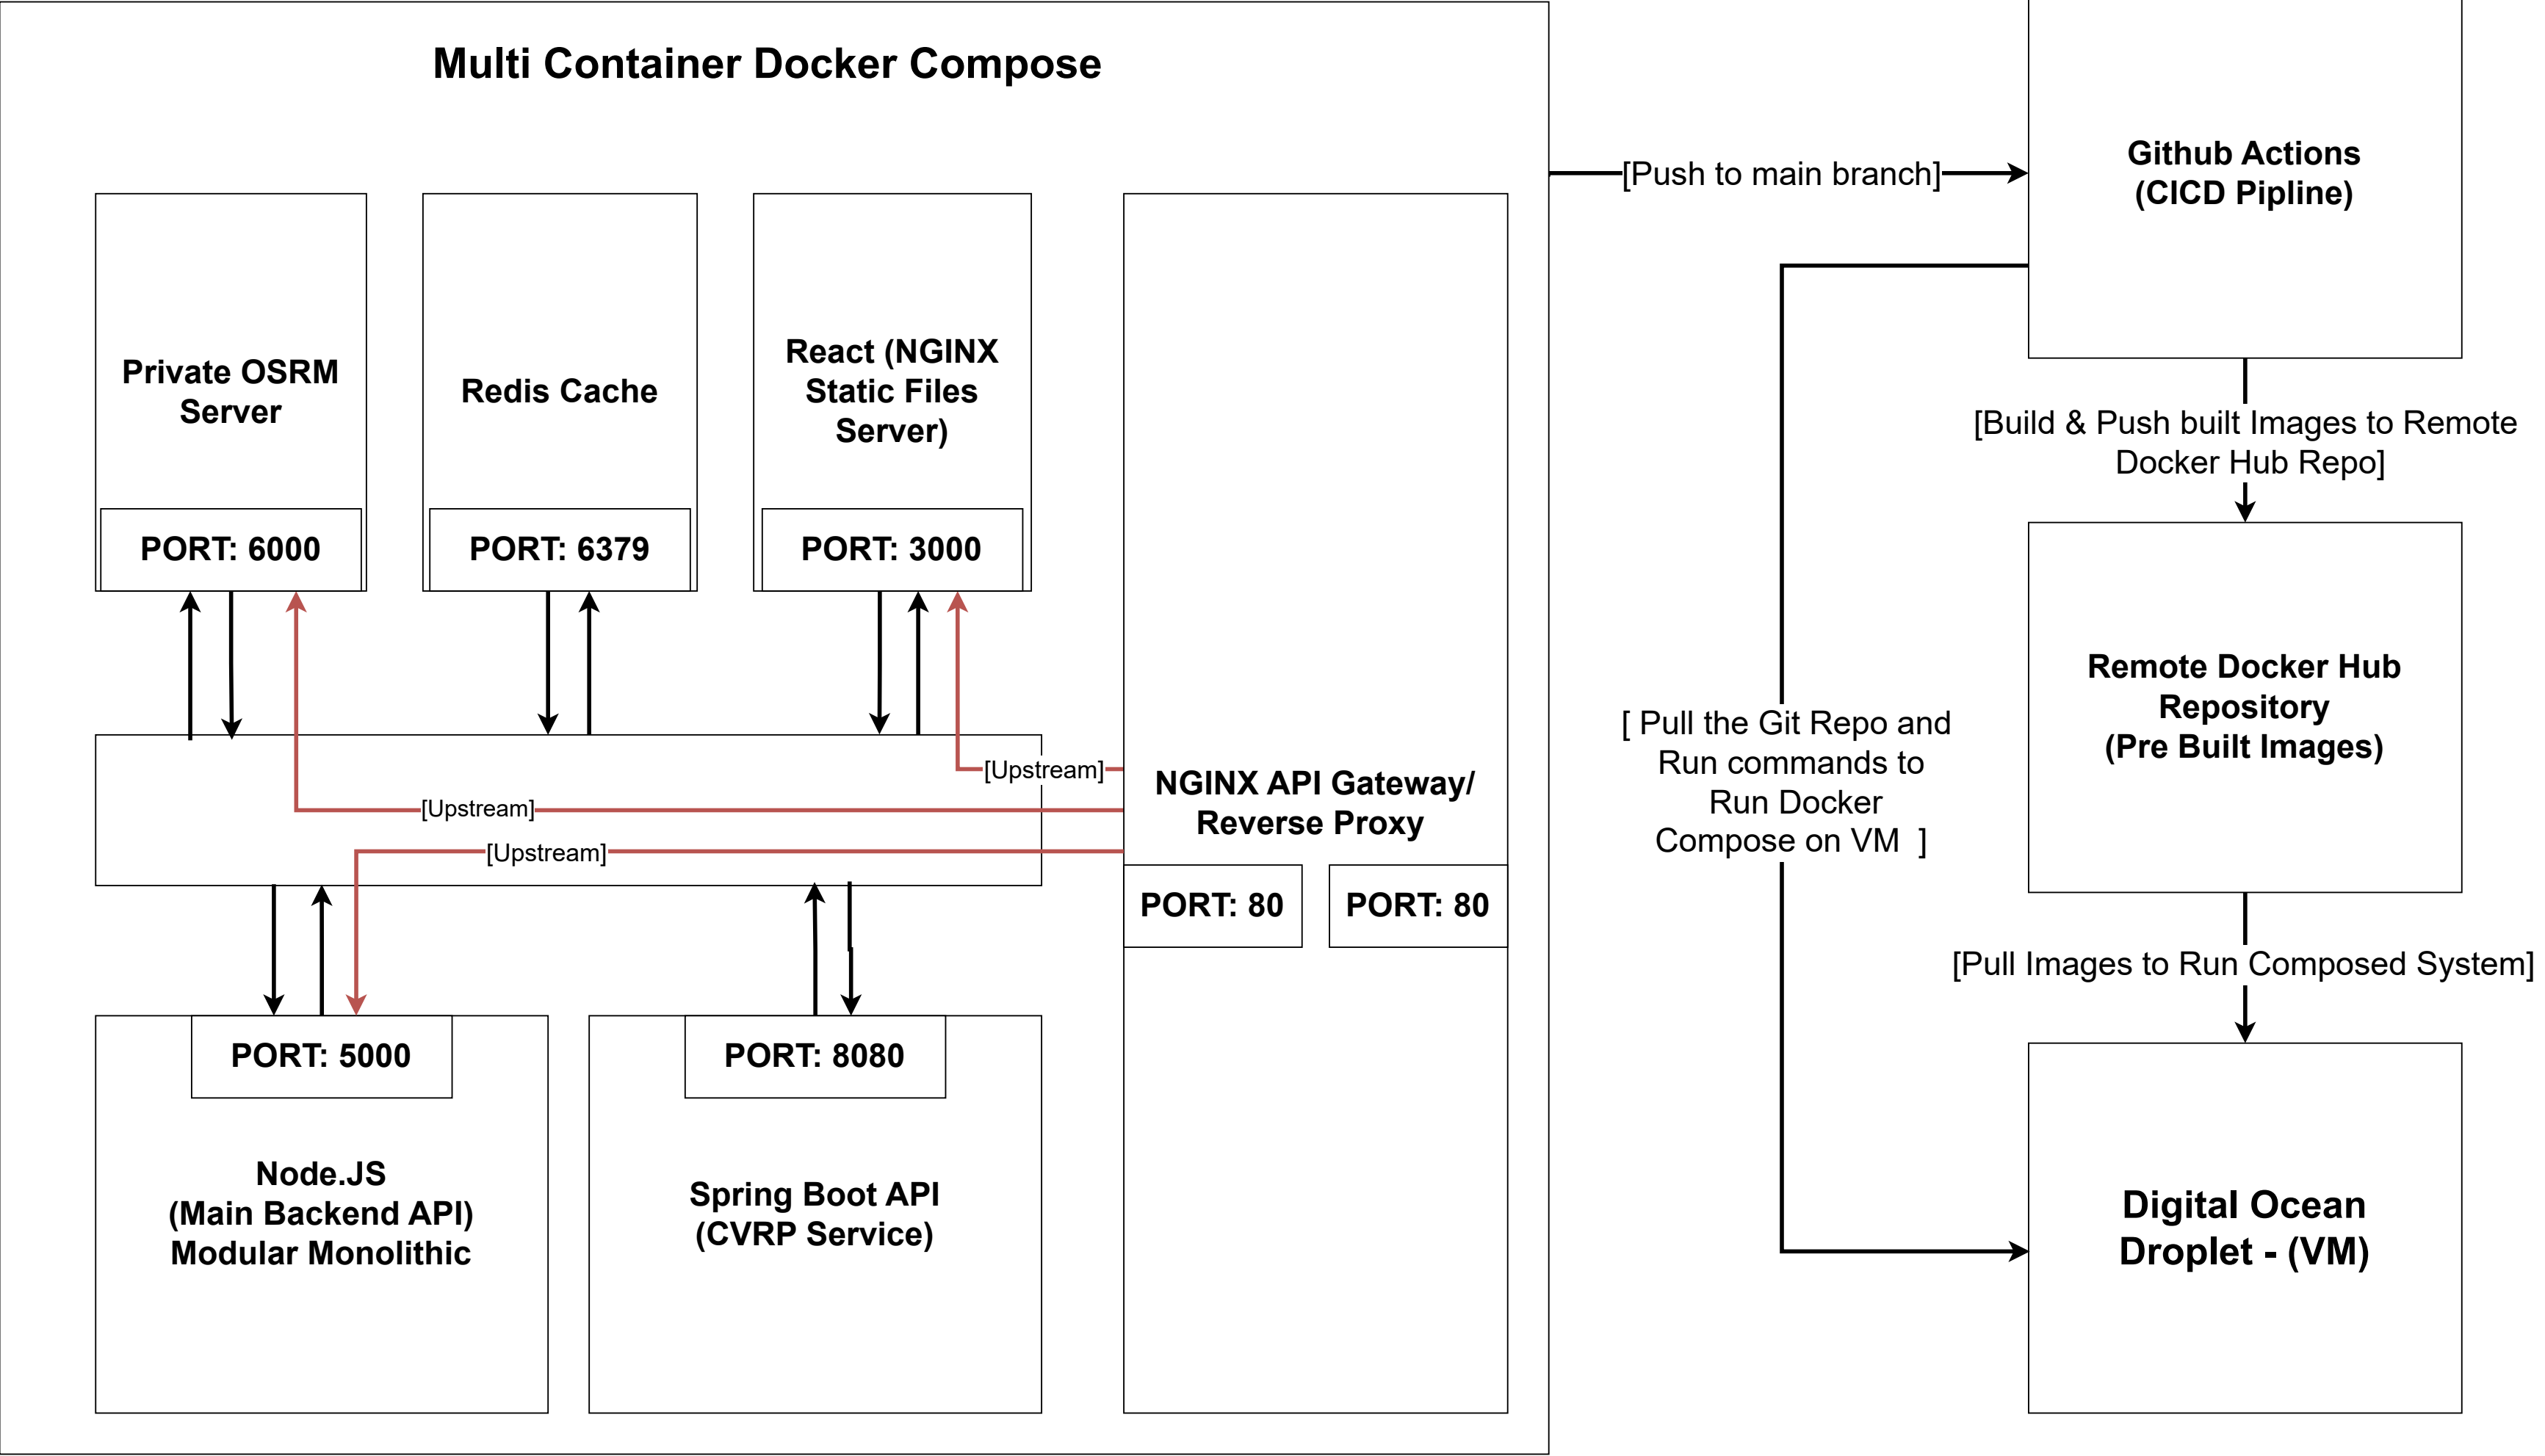 Multi Container Docker Compose
Private OSRM
Server
PORT: 6000
Redis Cache
PORT: 6379
React (NGINX
Static Files
Server)
PORT: 3000
[Upstream]
[Upstream]
[Upstream]
NGINX API Gateway/
Reverse Proxy
PORT: 80
PORT: 80
PORT: 5000
Node.JS
(Main Backend API)
Modular Monolithic
PORT: 8080
Spring Boot API
(CVRP Service)
[Push to main branch]
Github Actions
(CICD Pipline)
[Build & Push built Images to Remote
Docker Hub Repo]
[ Pull the Git Repo and
Run commands to
Run Docker
Compose on VM  ]
Remote Docker Hub
Repository
(Pre Built Images)
[Pull Images to Run Composed System]
Digital Ocean
Droplet - (VM)